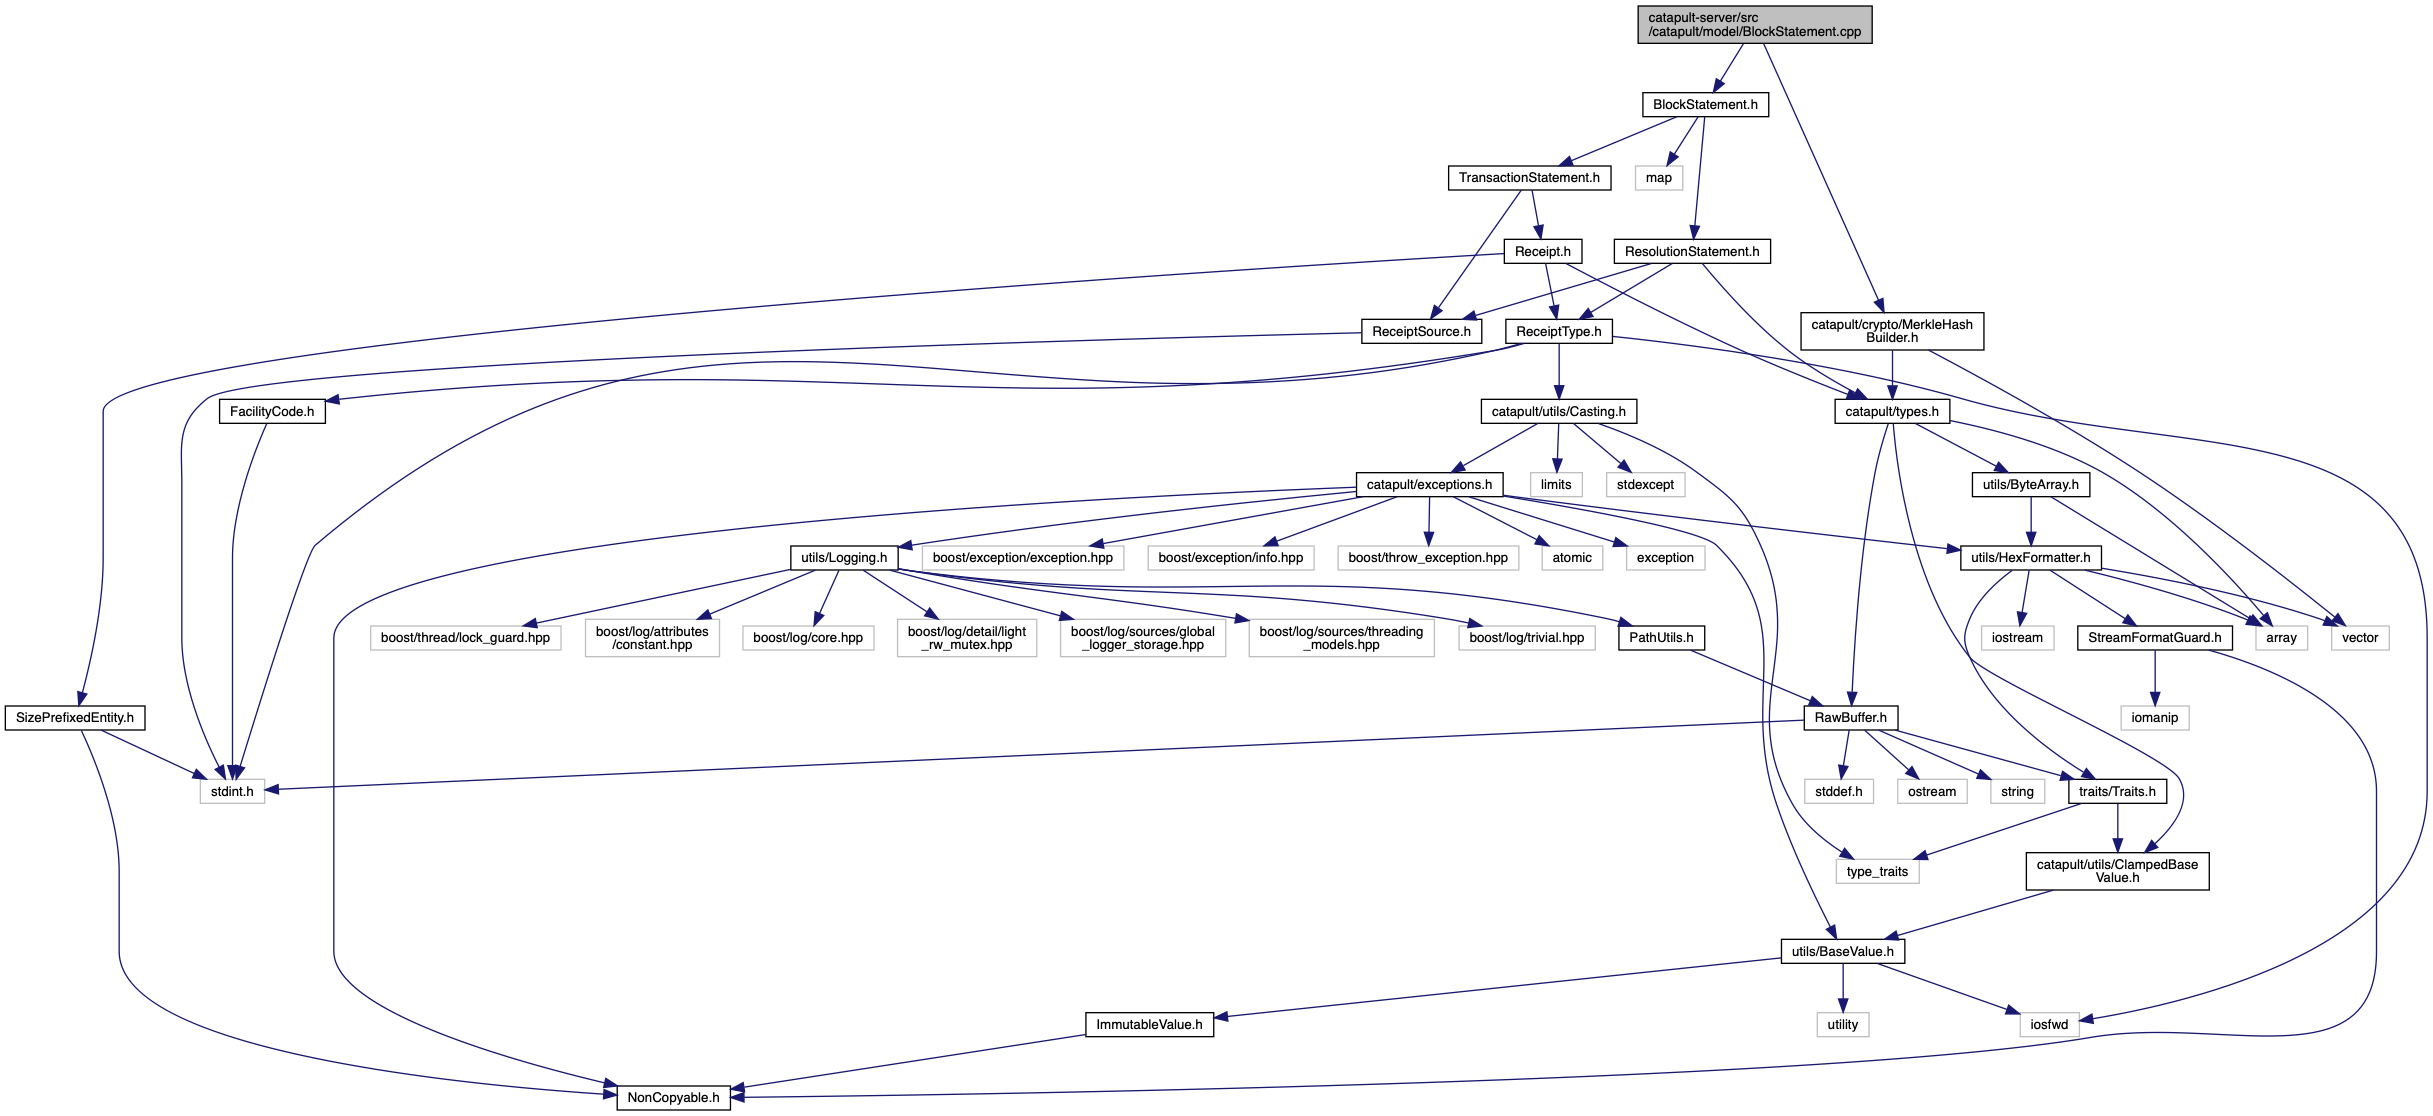 catapult-server/src
/catapult/model/BlockStatement.cpp
BlockStatement.h
TransactionStatement.h
map
Receipt.h
ResolutionStatement.h
ReceiptSource.h
ReceiptType.h
catapult/crypto/MerkleHash
Builder.h
FacilityCode.h
catapult/utils/Casting.h
catapult/types.h
catapult/exceptions.h
limits
stdexcept
utils/ByteArray.h
utils/Logging.h
boost/exception/exception.hpp
boost/exception/info.hpp
boost/throw_exception.hpp
atomic
exception
utils/HexFormatter.h
boost/thread/lock_guard.hpp
boost/log/attributes
/constant.hpp
boost/log/core.hpp
boost/log/detail/light
_rw_mutex.hpp
boost/log/sources/global
_logger_storage.hpp
boost/log/sources/threading
_models.hpp
boost/log/trivial.hpp
PathUtils.h
iostream
StreamFormatGuard.h
array
vector
SizePrefixedEntity.h
RawBuffer.h
iomanip
stdint.h
stddef.h
ostream
string
traits/Traits.h
type_traits
catapult/utils/ClampedBase
Value.h
utils/BaseValue.h
ImmutableValue.h
utility
iosfwd
NonCopyable.h